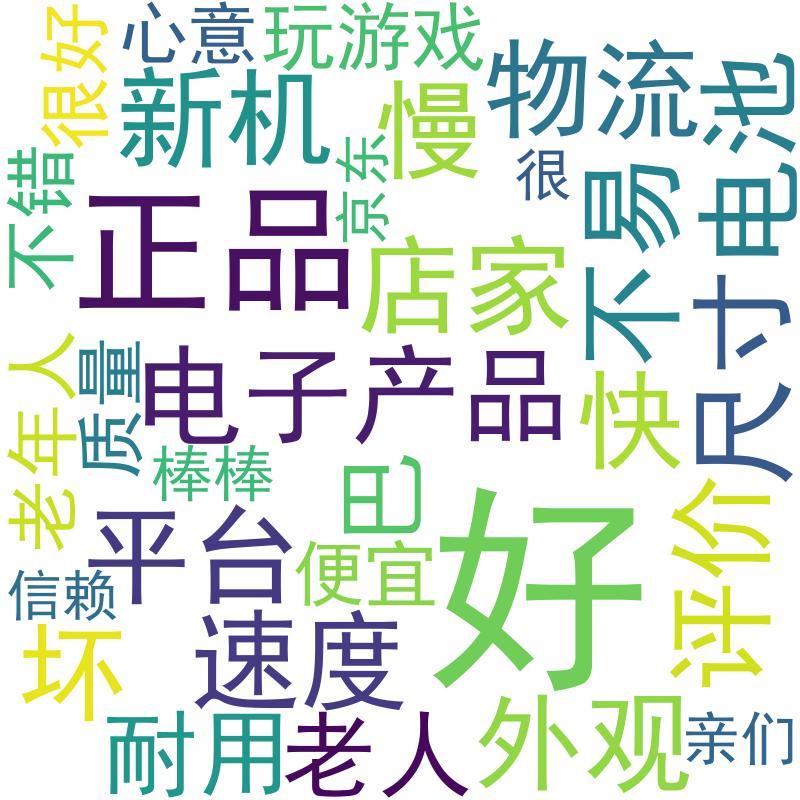 很好
心意
玩游戏
物流
电池
新机
慢
不错
京东
很
不易
正品
店家
尺寸
老年人
质量
电子产品
快
棒棒
巴
好
评价
平台
便宜
信赖
坏
速度
耐用
老人
外观
亲们